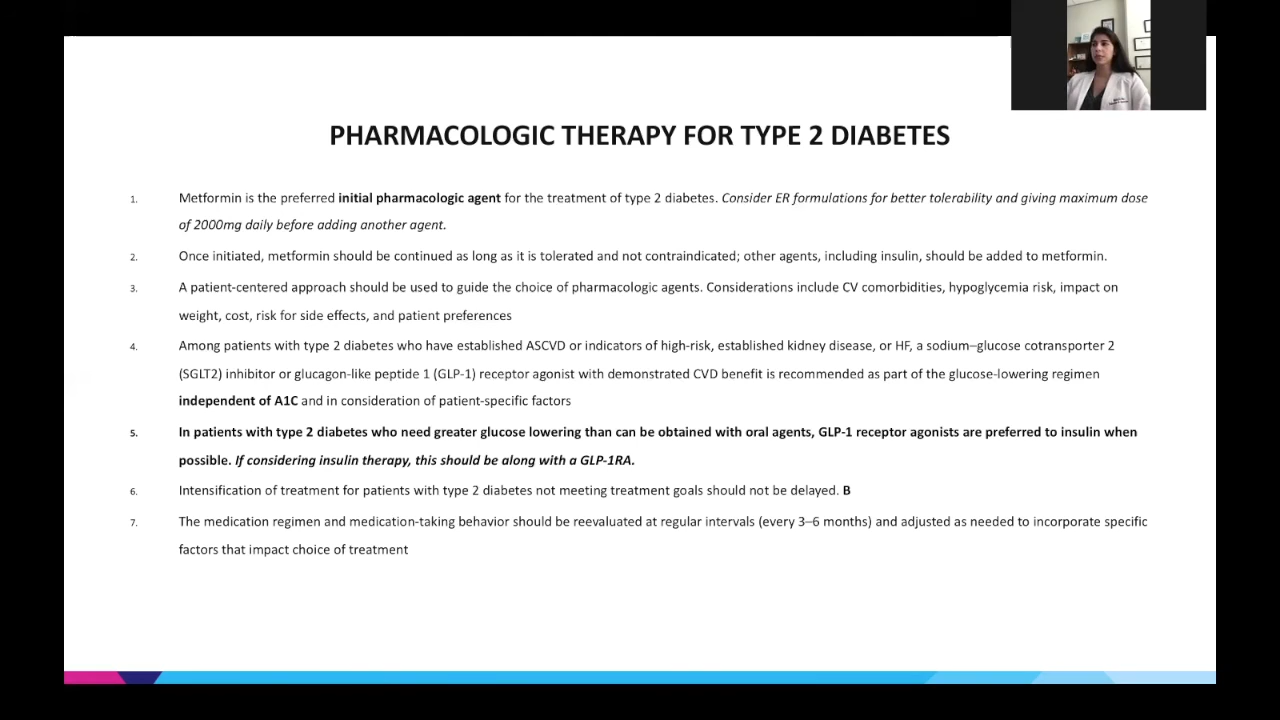 PHARMACOLOGIC THERAPY FOR TYPE 2 DIABETES
1. Metformin is the preferred initial pharmacologic agent for the treatment of type 2 diabetes. Consider ER formulations for better tolerability and giving maximum dose
of 2000mg daily before adding another agent.
2. Once initiated, metformin should be continued as long as it is tolerated and not contraindicated; other agents, including insulin, should be added to metformin.
3. A patient-centered approach should be used to guide the choice of pharmacologic agents. Considerations include CV comorbidities, hypoglycemia risk, impact on
weight, cost, risk for side effects, and patient preferences
4. Among patients with type 2 diabetes who have established ASCVD or indicators of high-risk, established kidney disease, or HF, a sodium–glucose cotransporter 2
(SGLT2) inhibitor or glucagon-like peptide 1 (GLP-1) receptor agonist with demonstrated CVD benefit is recommended as part of the glucose-lowering regimen
independent of A1C and in consideration of patient-specific factors
5. In patients with type 2 diabetes who need greater glucose lowering than can be obtained with oral agents, GLP-1 receptor agonists are preferred to insulin when
possible. If considering insulin therapy, this should be along with a GLP-1RA.
6. Intensification of treatment for patients with type 2 diabetes not meeting treatment goals should not be delayed. B
7. The medication regimen and medication-taking behavior should be reevaluated at regular intervals (every 3–6 months) and adjusted as needed to incorporate specific
factors that impact choice of treatment